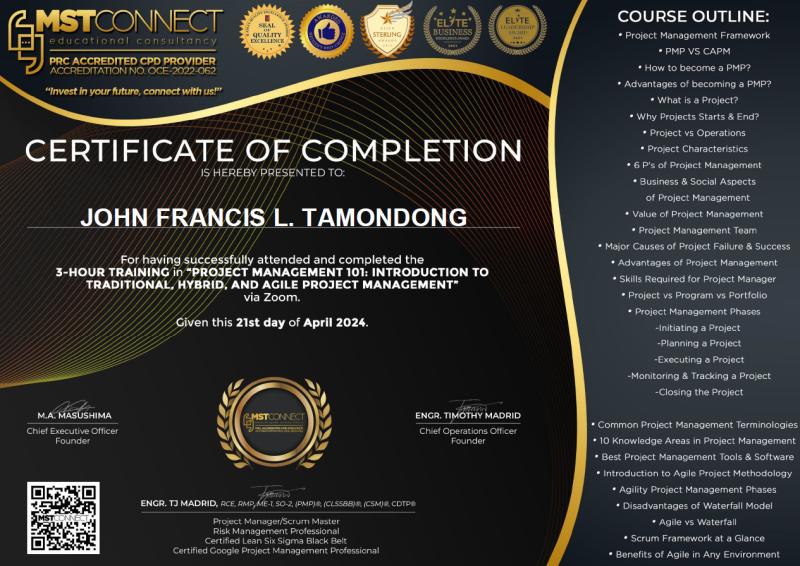 MSTCONNECT
educational consultancy
PRC ACCREDITED CPD PROVIDER
ACCREDITATION NO. OCE-2022-062
"Invest in your future, connect with us!"
SEAL
of
QUALITY
EXCELLENCE
STERLING
"ELYTE"
BUSINESS
2021
ELYTE
CERTIFICATE OF COMPLETION
IS HEREBY PRESENTED TO:
JOHN FRANCIS L. TAMONDONG
For having successfully attended and completed the
3-HOUR TRAINING in "PROJECT MANAGEMENT 101: INTRODUCTION TO
TRADITIONAL, HYBRID, AND AGILE PROJECT MANAGEMENT"
via Zoom.
Given this 21st day of April 2024.
M.A. MASUSHIMA
Chief Executive Officer
Founder
MSTCONNECT
PRC ACCREDITED CPD PROVIDER
ENGR. TIMOTHY MADRID
Chief Operations Officer
Founder
MSTCONNECT
ENGR. TJ MADRID, RCE, RMP, ME-1, SO-2, (PMP)®, (CLSSBB)®, (CSM)®, CDTP®
Project Manager/Scrum Master
Risk Management Professional
Certified Lean Six Sigma Black Belt
Certified Google Project Management Professional
COURSE OUTLINE:
• Project Management Framework
• PMP VS CAPM
• How to become a PMP?
• Advantages of becoming a PMP?
• What is a Project?
• Why Projects Starts & End?
• Project vs Operations
• Project Characteristics
• 6 P's of Project Management
• Business & Social Aspects
of Project Management
• Value of Project Management
• Project Management Team
• Major Causes of Project Failure & Success
• Advantages of Project Management
• Skills Required for Project Manager
• Project vs Program vs Portfolio
• Project Management Phases
-Initiating a Project
-Planning a Project
-Executing a Project
-Monitoring & Tracking a Project
-Closing the Project
• Common Project Management Terminologies
• 10 Knowledge Areas in Project Management
• Best Project Management Tools & Software
• Introduction to Agile Project Methodology
• Agility Project Management Phases
• Disadvantages of Waterfall Model
• Agile vs Waterfall
• Scrum Framework at a Glance
• Benefits of Agile in Any Environment